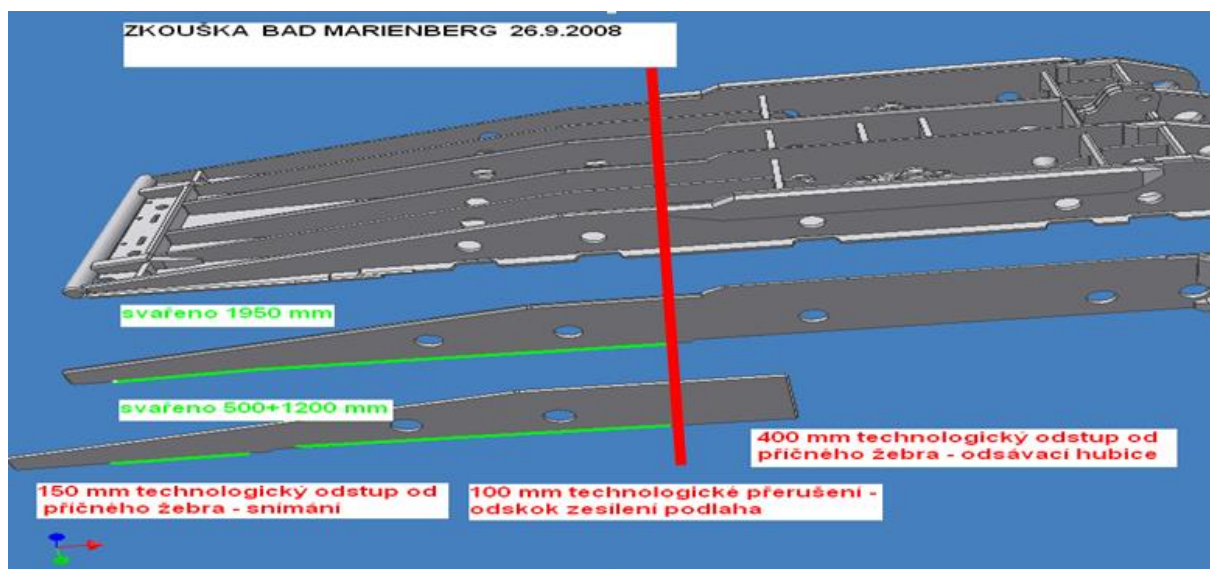 ZKOUŠKA BAD MARIENBERG 26.9.2008
svařeno 1950 mm
svařeno 500+1200 mm
400 mm technologický odstup od
příčného žebra - odsávací hubice
150 mm technologický odstup od
příčného žebra - snímání
100 mm technologické přerušení -
odskok zesílení podlaha